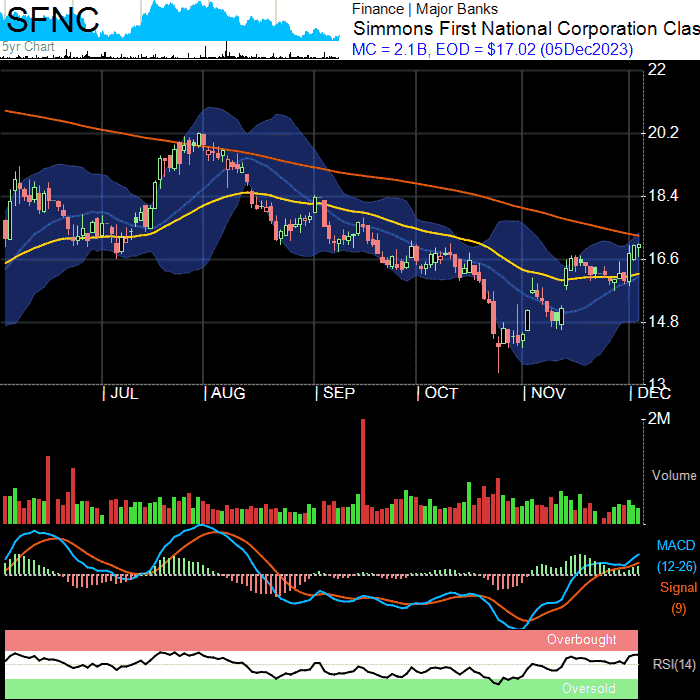 SFNC
5yr Chart
Finance | Major Banks
Simmons First National Corporation Clas
MC = 2.1B, EOD = $17.02 (05Dec2023)
22
20.2
18.4
16.6
14.8
13
| JUL | AUG | SEP | OCT | NOV | DEC
2M
Volume
MACD
(12-26)
Signal
(9)
Overbought
RSI(14)
Oversold